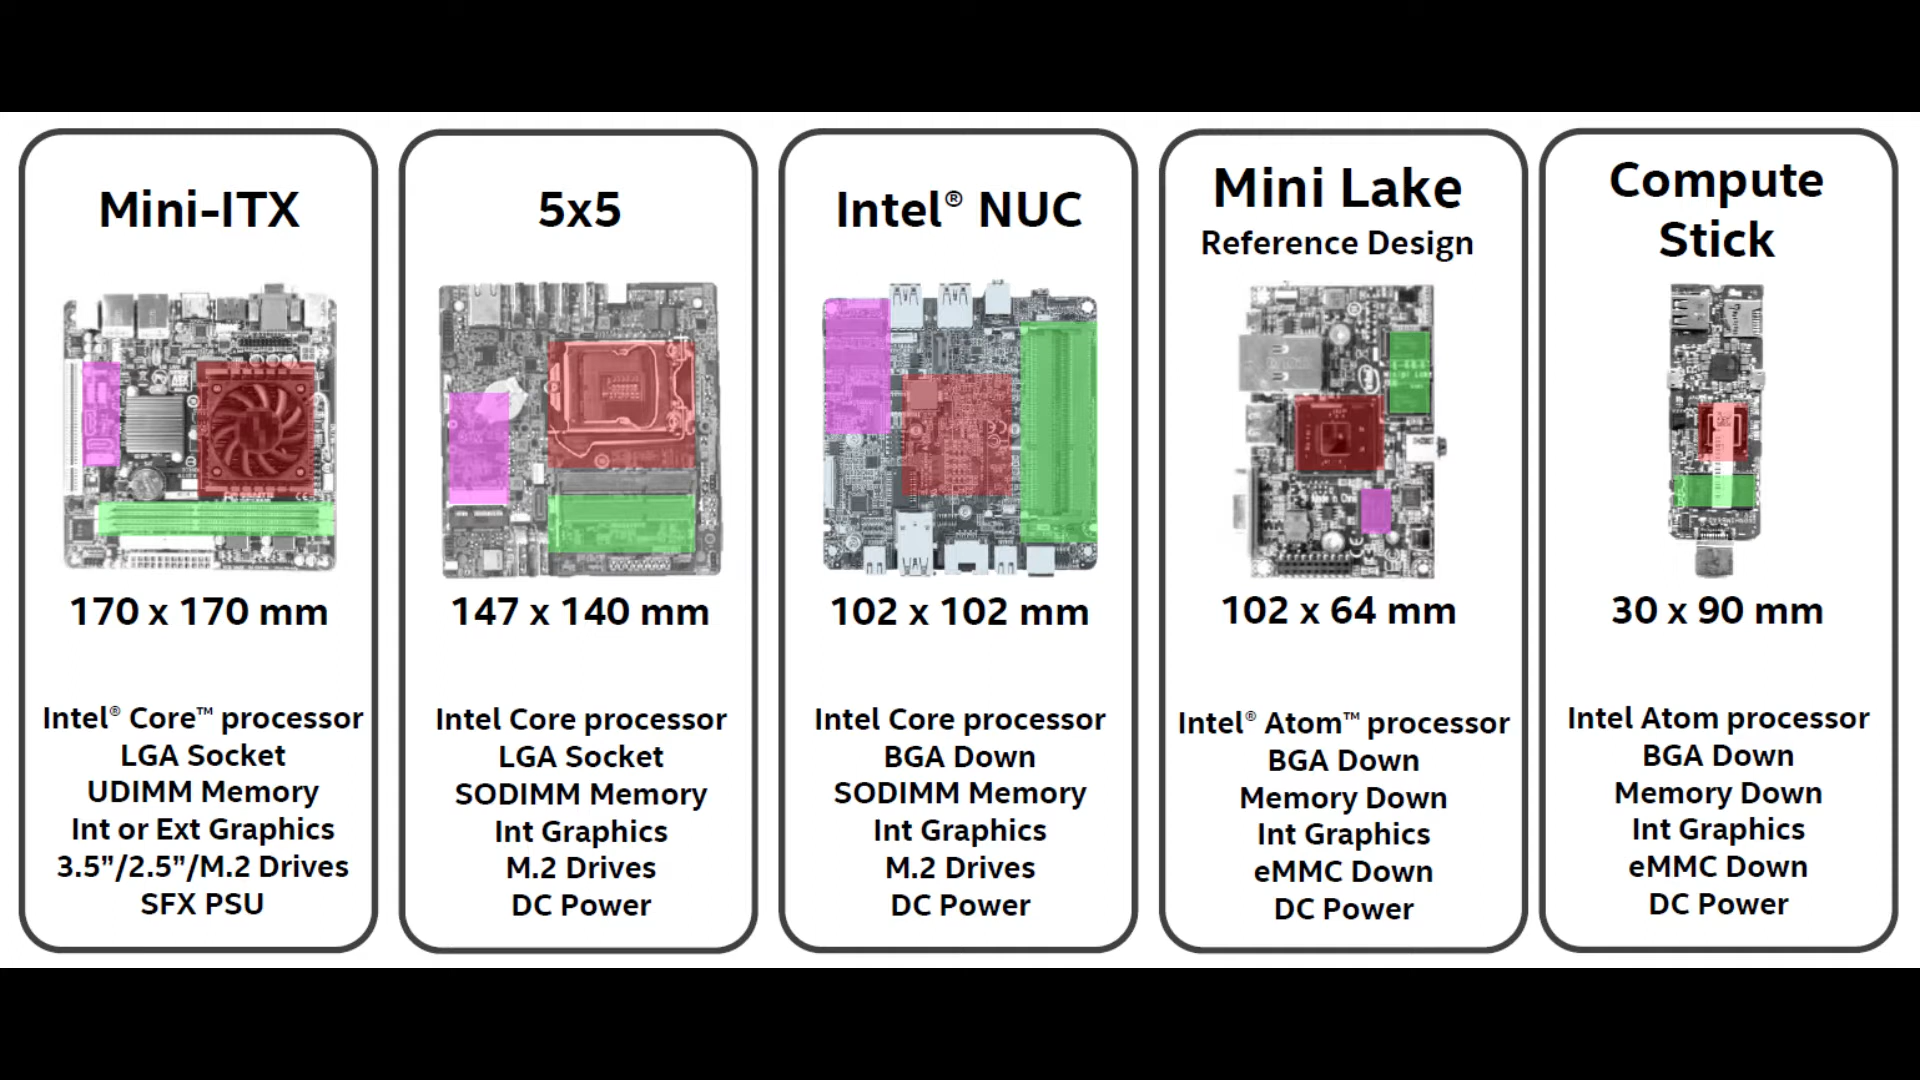 Mini-ITX
170 x 170 mm
Intel® Core™ processor
LGA Socket
UDIMM Memory
Int or Ext Graphics
3.5”/2.5”/M.2 Drives
SFX PSU
5x5
147 x 140 mm
Intel Core processor
LGA Socket
SODIMM Memory
Int Graphics
M.2 Drives
DC Power
Intel® NUC
102 x 102 mm
Intel Core processor
BGA Down
SODIMM Memory
Int Graphics
M.2 Drives
DC Power
Mini Lake
Reference Design
102 x 64 mm
Intel® Atom™ processor
BGA Down
Memory Down
Int Graphics
eMMC Down
DC Power
Compute
Stick
30 x 90 mm
Intel Atom processor
BGA Down
Memory Down
Int Graphics
eMMC Down
DC Power